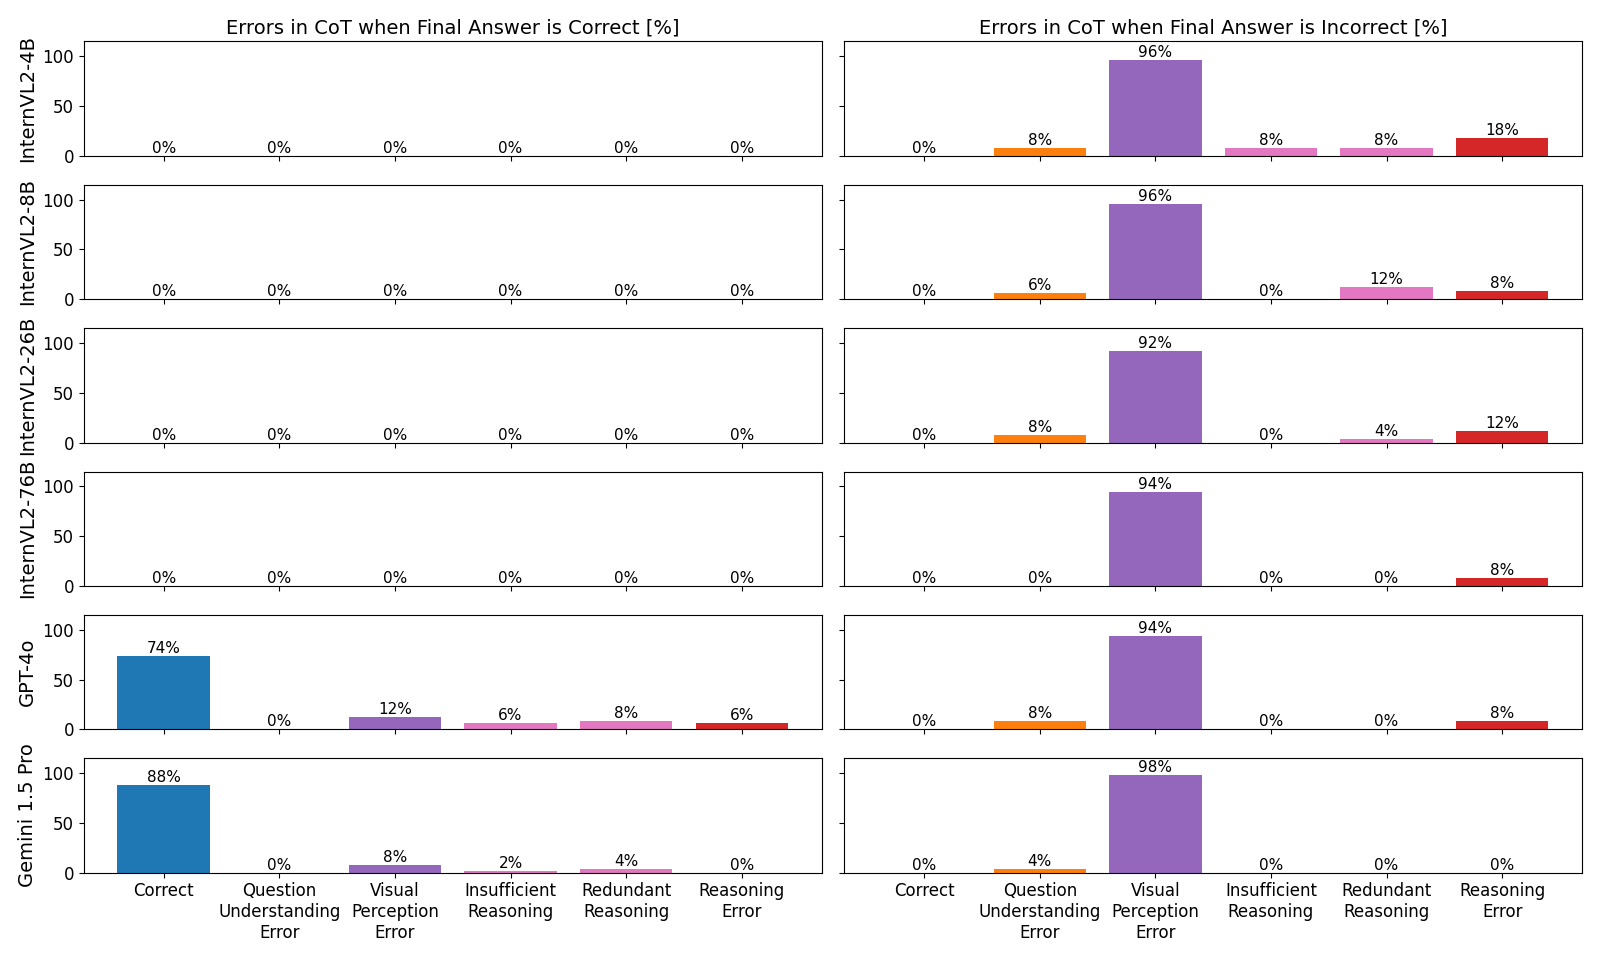 Errors in CoT when Final Answer is Correct [%]
Errors in CoT when Final Answer is Incorrect [%]
InternVL2-4B
100
50
0
0% 0% 0% 0% 0% 0%
0% 8% 96% 8% 8% 18%
InternVL2-8B
100
50
0
0% 0% 0% 0% 0% 0%
0% 6% 96% 0% 12% 8%
InternVL2-26B
100
50
0
0% 0% 0% 0% 0% 0%
0% 8% 92% 0% 4% 12%
InternVL2-76B
100
50
0
0% 0% 0% 0% 0% 0%
0% 0% 94% 0% 0% 8%
GPT-4o
100
50
0
74% 0% 12% 6% 8% 6%
0% 8% 94% 0% 0% 8%
Gemini 1.5 Pro
100
50
0
88% 0% 8% 2% 4% 0%
0% 4% 98% 0% 0% 0%
Correct
Question
Understanding
Error
Visual
Perception
Error
Insufficient
Reasoning
Redundant
Reasoning
Reasoning
Error
Correct
Question
Understanding
Error
Visual
Perception
Error
Insufficient
Reasoning
Redundant
Reasoning
Reasoning
Error